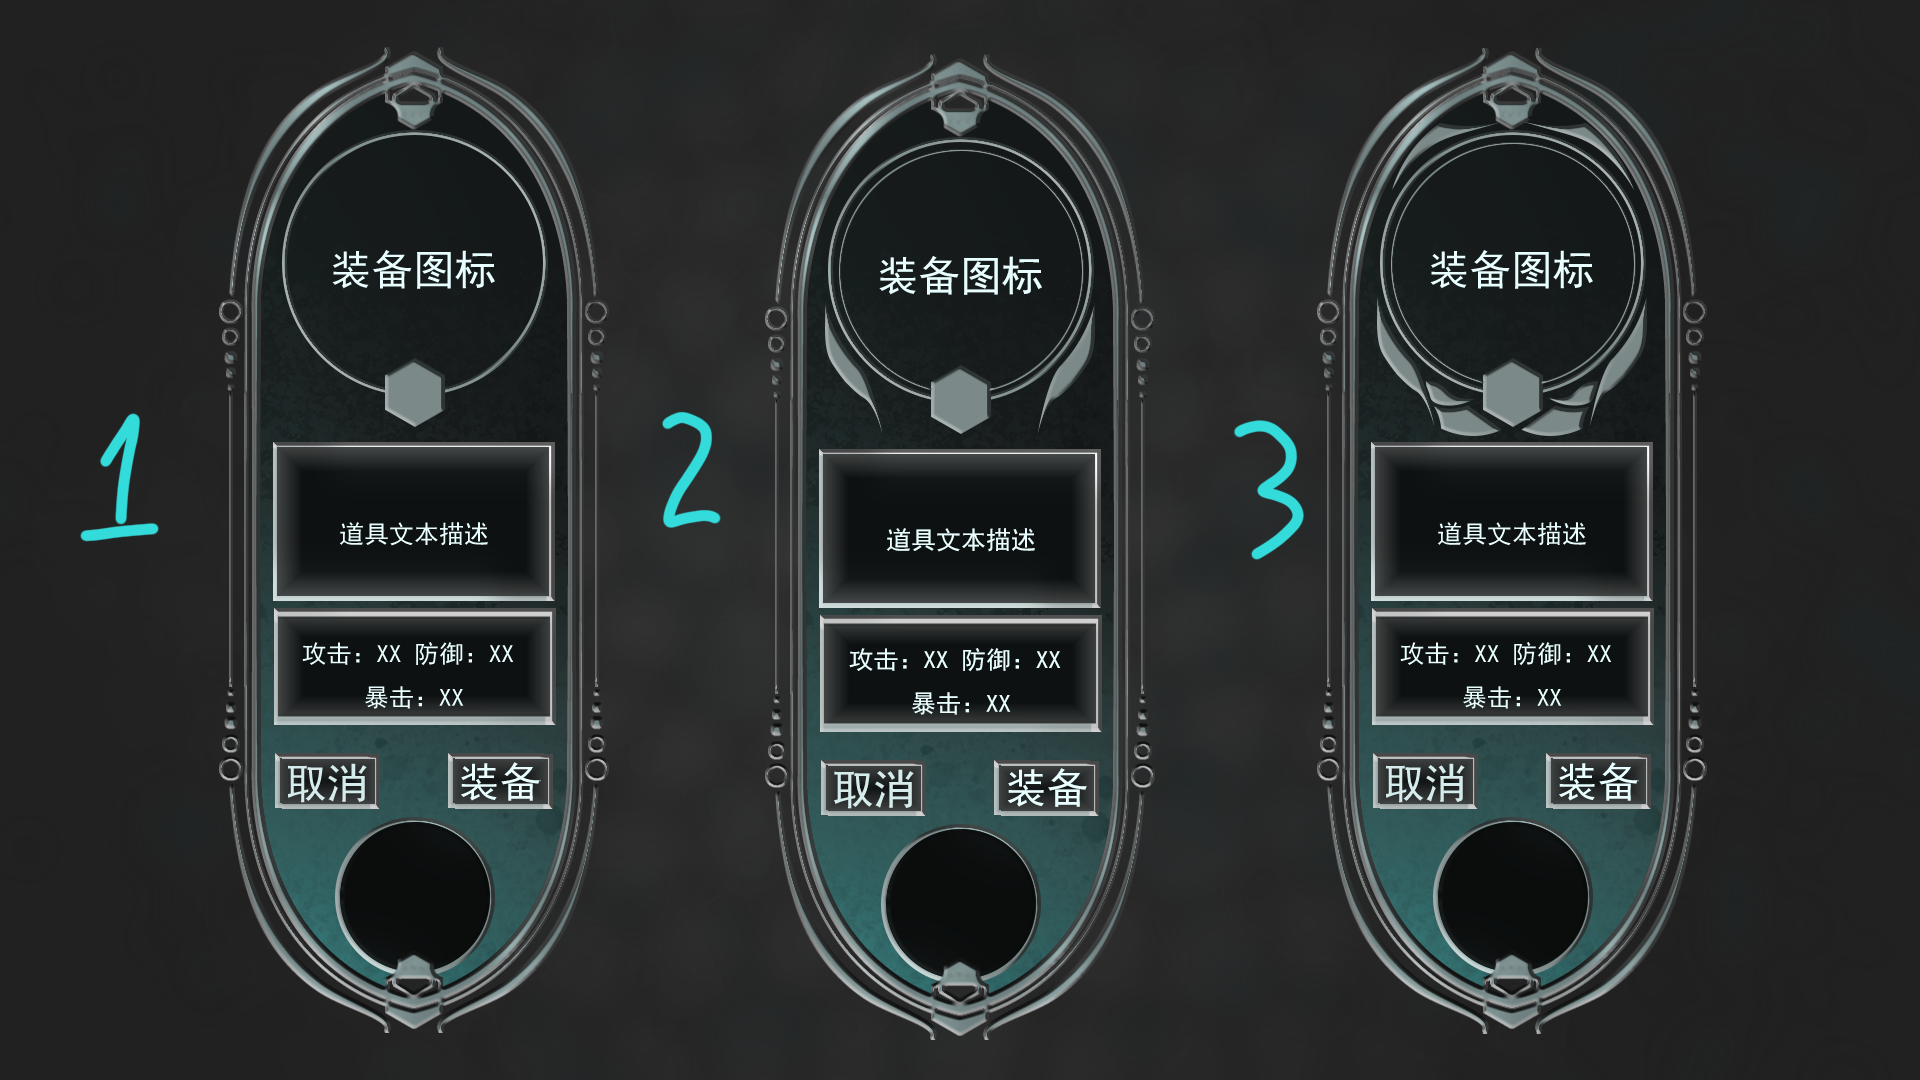 1
装备图标
道具文本描述
攻击：XX 防御：XX
暴击：XX
取消
装备
2
装备图标
道具文本描述
攻击：XX 防御：XX
暴击：XX
取消
装备
3
装备图标
道具文本描述
攻击：XX 防御：XX
暴击：XX
取消
装备